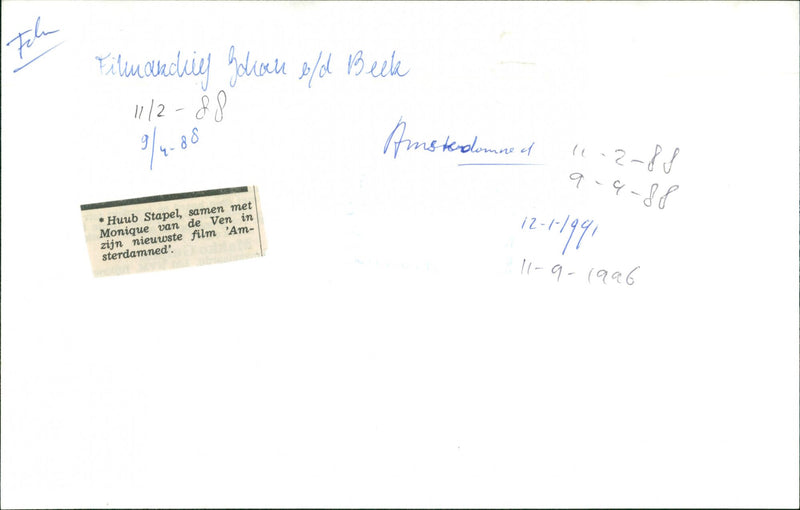 Film
Filmarchief Johan v/d Beek
11/2 - 88
9/4-88
Amsterdamned
11 - 2 - 88
9 - 4 - 88
* Huub Stapel, samen met
Monique van de Ven in
zijn nieuwste film 'Am-
sterdamned'.
12-1-1991
11-9-1996